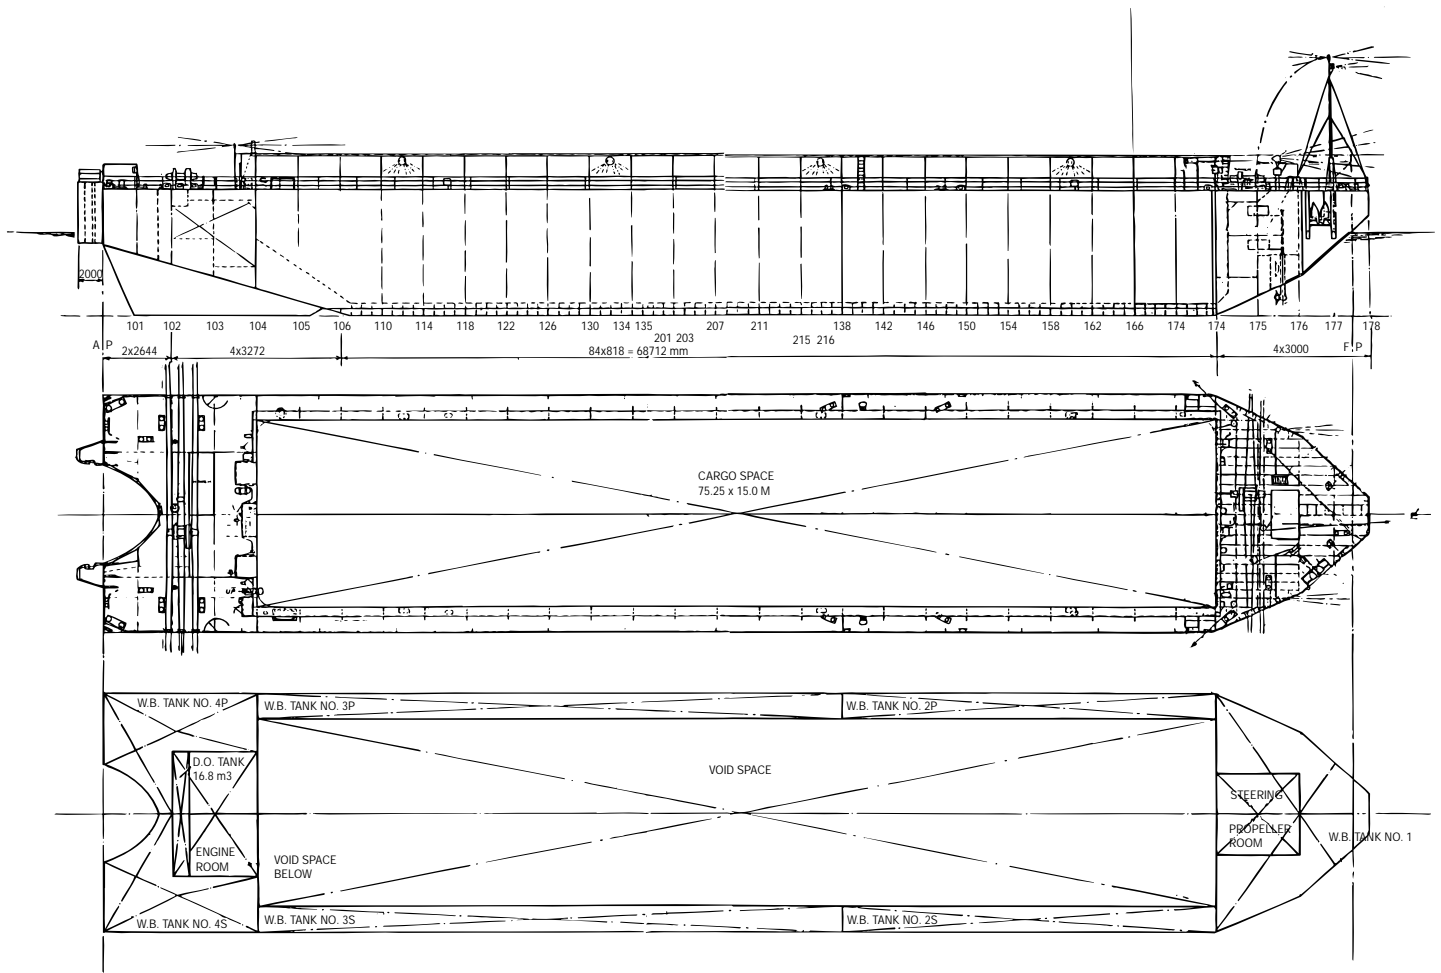 2000
101 102 103 104 105 106 110 114 118 122 126 130 134 135 207 211 138 142 146 150 154 158 162 166 174 174 175 176 177 178
201 203
215 216
A P
F P
2x2644
4x3272
84x818 = 68712 mm
4x3000
CARGO SPACE
75.25 x 15.0 M
W.B. TANK NO. 4P
W.B. TANK NO. 3P
W.B. TANK NO. 2P
D.O. TANK
16.8 m3
VOID SPACE
STEERING
PROPELLER
ROOM
W.B. TANK NO. 1
ENGINE
ROOM
VOID SPACE
BELOW
W.B. TANK NO. 4S
W.B. TANK NO. 3S
W.B. TANK NO. 2S